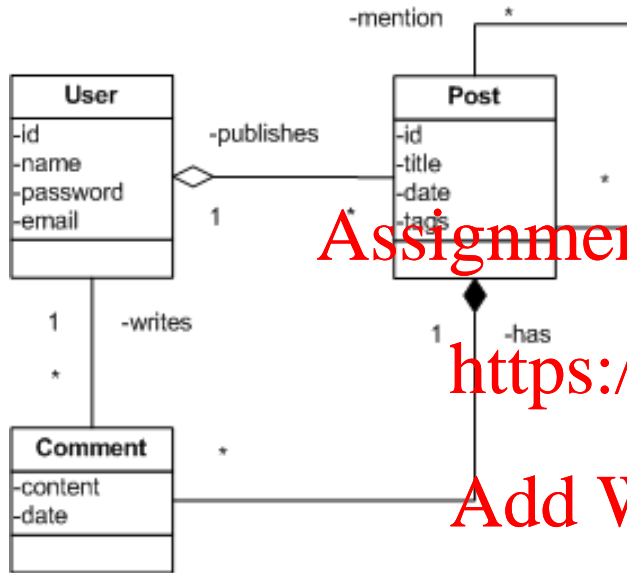 -mention *
User
-id
-name
-password
-email
-publishes
1 *
Post
-id
-title
-date
-tags
*
1 -writes
*
1 -has
*
Comment
-content
-date
https:/
Add